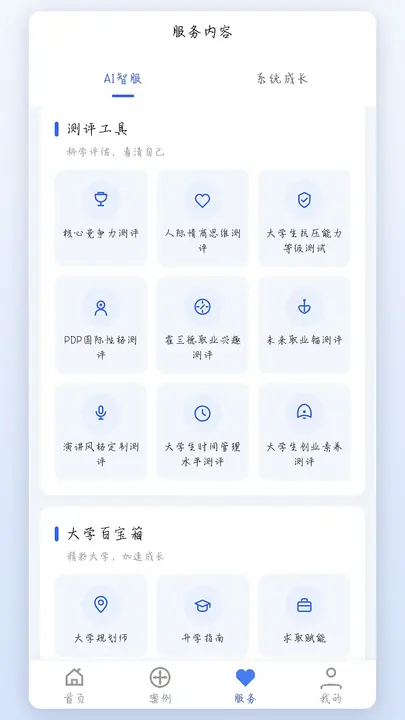 服务内容
AI智服
系统成长
测评工具
科学评估，看清自己
核心竞争力测评
人际情商思维测
评
大学生抗压能力
等级测试
PDP国际性格测
评
霍兰德职业兴趣
测评
未来职业锚测评
演讲风格定制测
评
大学生时间管理
水平测评
大学生创业素养
测评
大学百宝箱
精彩大学，加速成长
大学规划师
升学指南
求职赋能
首页
案例
服务
我的